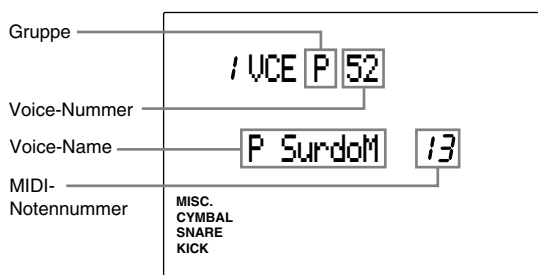 Gruppe
1 VCE P 52
Voice-Nummer
Voice-Name
P SurdoM 13
MIDI-
Notennummer
MISC.
CYMBAL
SNARE
KICK